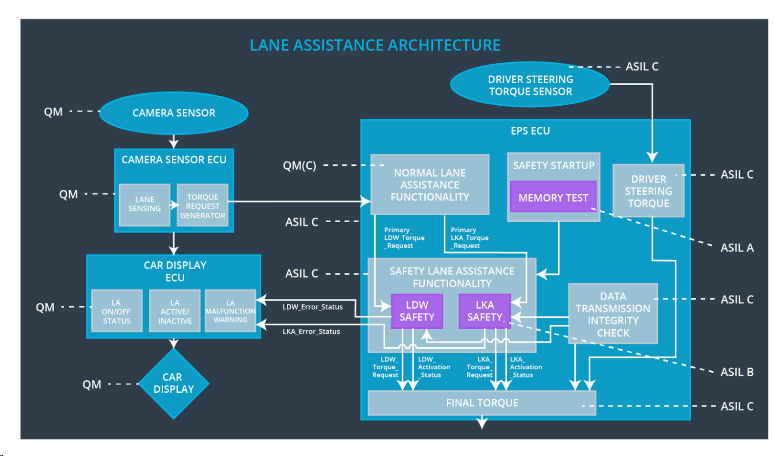 LANE ASSISTANCE ARCHITECTURE
ASIL C
DRIVER STEERING
TORQUE SENSOR
QM
CAMERA SENSOR
EPS ECU
CAMERA SENSOR ECU
QM(C)
NORMAL LANE
ASSISTANCE
FUNCTIONALITY
SAFETY STARTUP
MEMORY TEST
DRIVER
STEERING
TORQUE
ASIL C
QM
LANE
SENSING
TORQUE
REQUEST
GENERATOR
ASIL C
Primary
LDW Torque
_Request
Primary
LKA Torque
_Request
ASIL A
CAR DISPLAY
ECU
ASIL C
SAFETY LANE ASSISTANCE
FUNCTIONALITY
QM
LA
ON/OFF
STATUS
LA
ACTIVE/
INACTIVE
LA
MALFUNCTION
WARNING
LDW_Error_Status
LKA_Error_Status
LDW
SAFETY
LKA
SAFETY
DATA
TRANSMISSION
INTEGRITY
CHECK
ASIL C
LDW_
Torque_
Request
LDW_
Activation
_Status
LKA_
Torque_
Request
LKA_
Activation
_Status
ASIL B
QM
CAR
DISPLAY
FINAL TORQUE
ASIL C